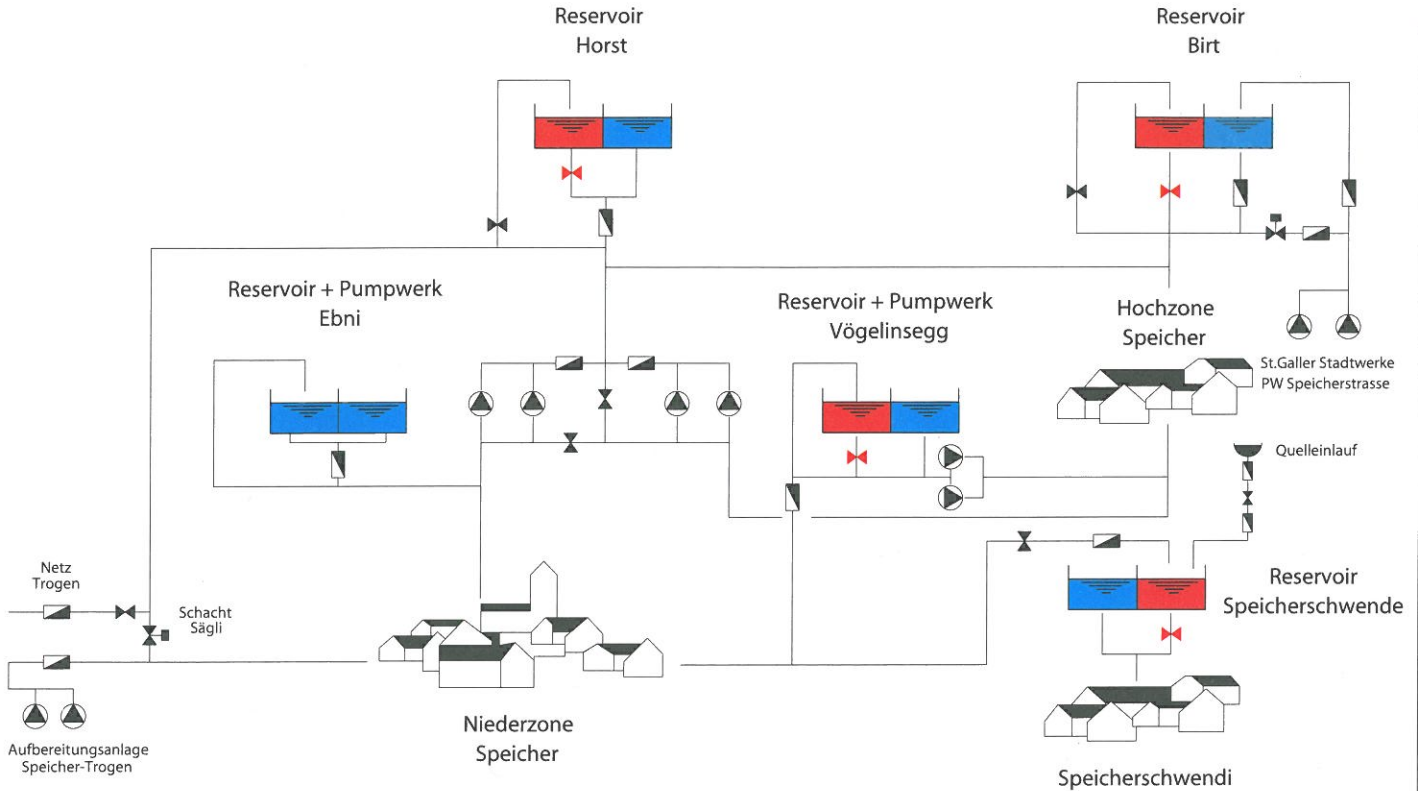 Reservoir
Horst
Reservoir
Birt
Reservoir + Pumpwerk
Ebni
Reservoir + Pumpwerk
Vögelinsegg
Hochzone
Speicher
St.Galler Stadtwerke
PW Speicherstrasse
Quelleinlauf
Netz
Trogen
Schacht
Sägli
Reservoir
Speicherschwende
Niederzone
Speicher
Aufbereitungsanlage
Speicher-Trogen
Speicherschwendi